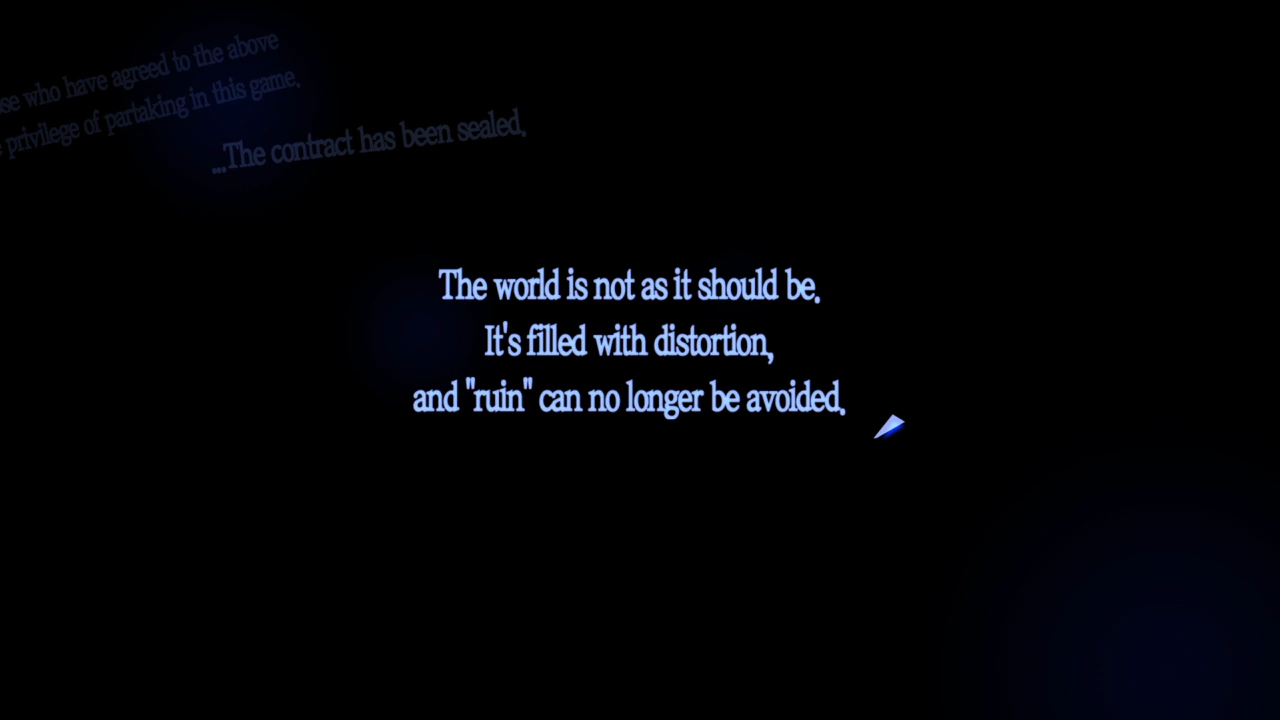 who have agreed to the above
privilege of partaking in this game.
...The contract has been sealed.
The world is not as it should be.
It's filled with distortion,
and "ruin" can no longer be avoided.